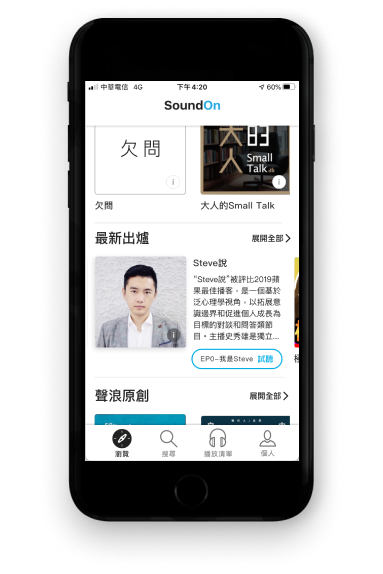 中華電信 4G 下午4:20 60%
SoundOn
欠問
大人的
Small
Talk
欠問
大人的Small Talk
最新出爐 展開全部
Steve說
“Steve說”被評比2019蘋
果最佳播客，是一個基於
泛心理學視角，以拓展意
識邊界和促進個人成長為
目標的對談和問答類節
目。主播史秀雄是獨立...
EP0-我是Steve 試聽
聲浪原創 展開全部
瀏覽 搜尋 播放清單 個人